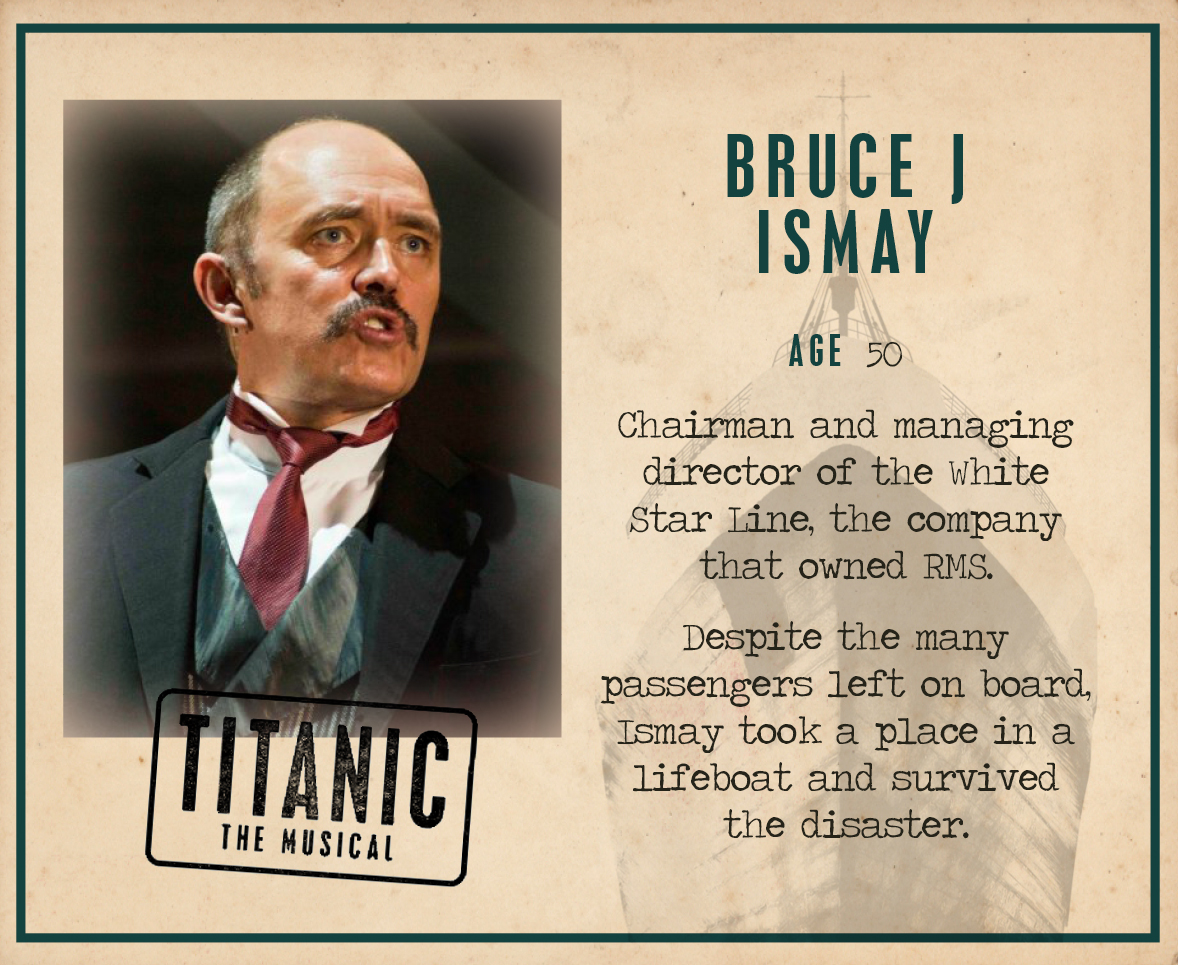 BRUCE J
ISMAY
AGE 50
Chairman and managing
director of the White
Star Line, the company
that owned RMS.
Despite the many
passengers left on board,
Ismay took a place in a
lifeboat and survived
the disaster.
TITANIC
THE MUSICAL